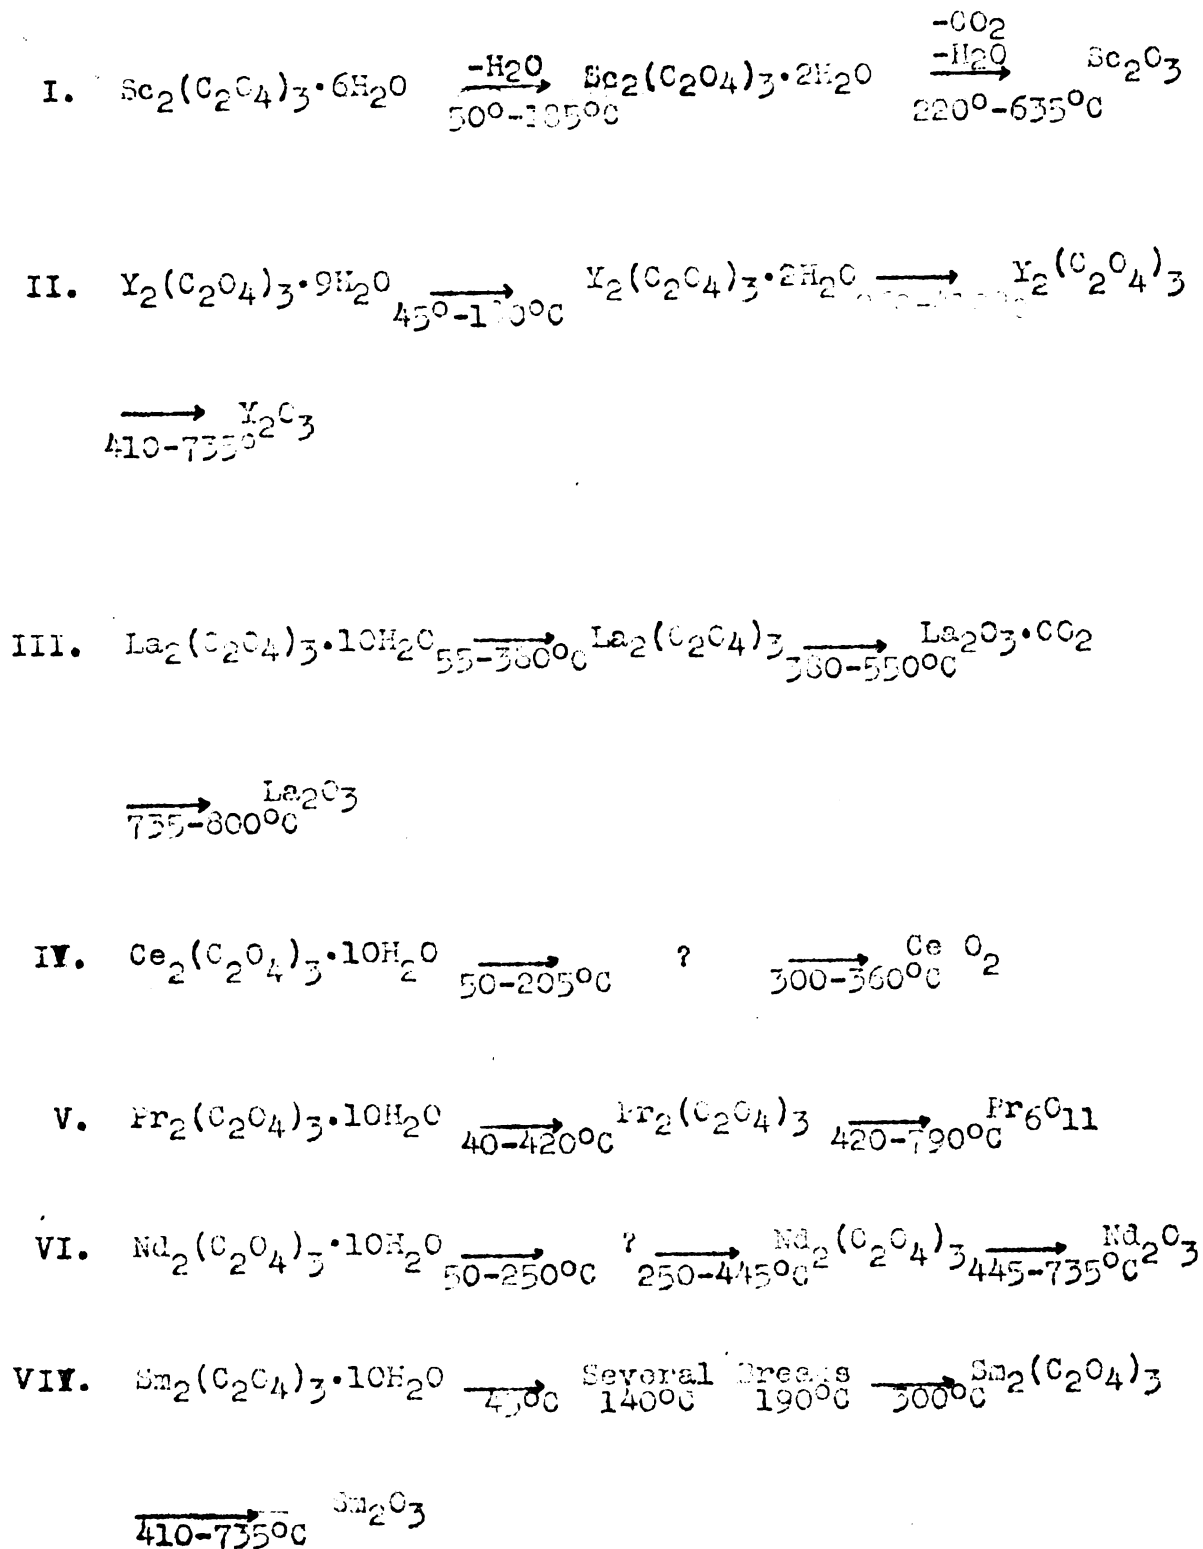 I. Sc₂(C₂O₄)₃·6H₂O -H₂O → 50°-185°C Sc₂(C₂O₄)₃·2H₂O -CO₂ -H₂O → 220°-635°C Sc₂O₃
II. Y₂(C₂O₄)₃·9H₂O → 45°-1 0°C Y₂(C₂O₄)₃·2H₂O → Y₂(C₂O₄)₃
→ 410-735° Y₂O₃
III. La₂(C₂O₄)₃·10H₂O → 55-380°C La₂(C₂O₄)₃ → 380-550°C La₂O₃·CO₂
→ 735-800°C La₂O₃
IV. Ce₂(C₂O₄)₃·10H₂O → 50-205°C ? → 300-360°C Ce O₂
V. Pr₂(C₂O₄)₃·10H₂O → 40-420°C Pr₂(C₂O₄)₃ → 420-790°C Pr₆O₁₁
VI. Nd₂(C₂O₄)₃·10H₂O → 50-250°C ? → 250-445°C Nd₂(C₂O₄)₃ → 445-735°C Nd₂O₃
VII. Sm₂(C₂O₄)₃·10H₂O → 45°C Several Breaks 140°C 190°C → 300°C Sm₂(C₂O₄)₃
→ 410-735°C Sm₂O₃